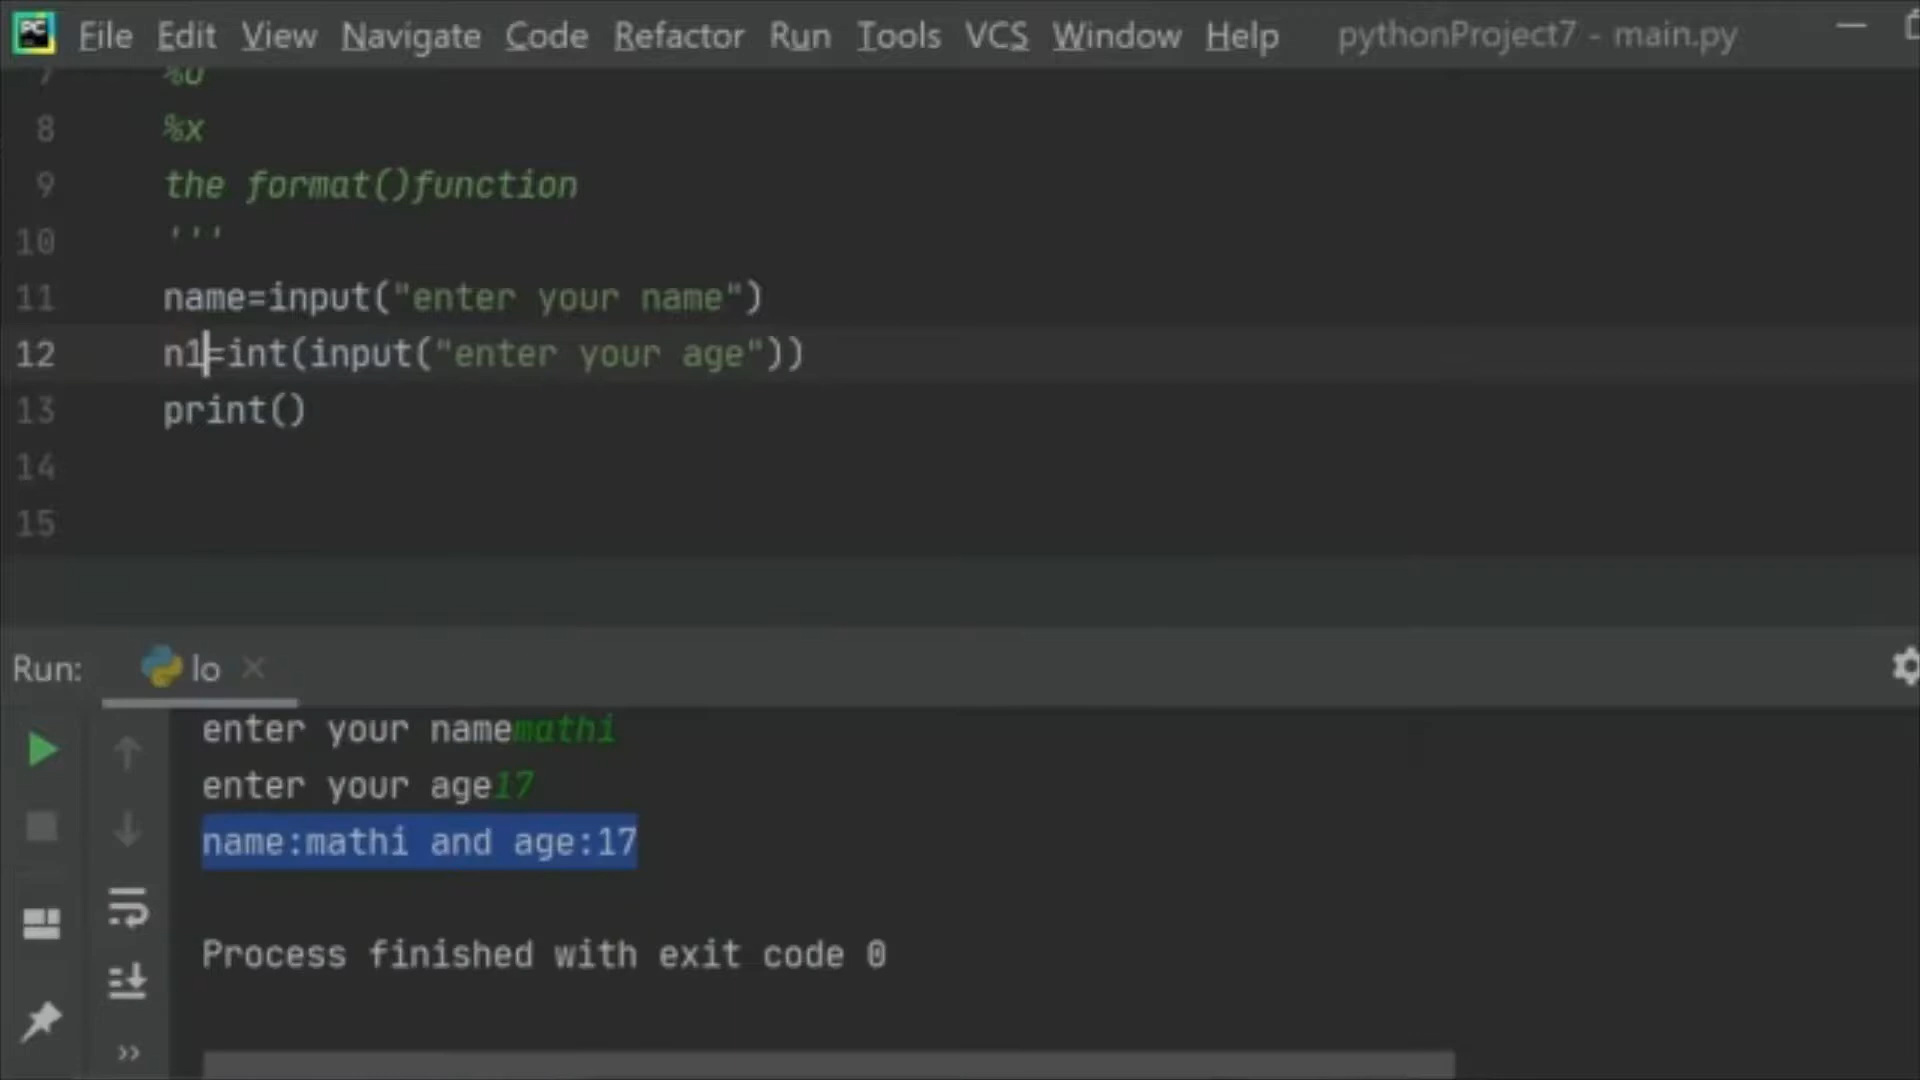 PC File Edit View Navigate Code Refactor Run Tools VCS Window Help pythonProject7 - main.py
8 %x
9 the format()function
10 '''
11 name=input("enter your name")
12 n1=int(input("enter your age"))
13 print()
14
15
Run: lo
enter your namemathi
enter your age17
name:mathi and age:17
Process finished with exit code 0